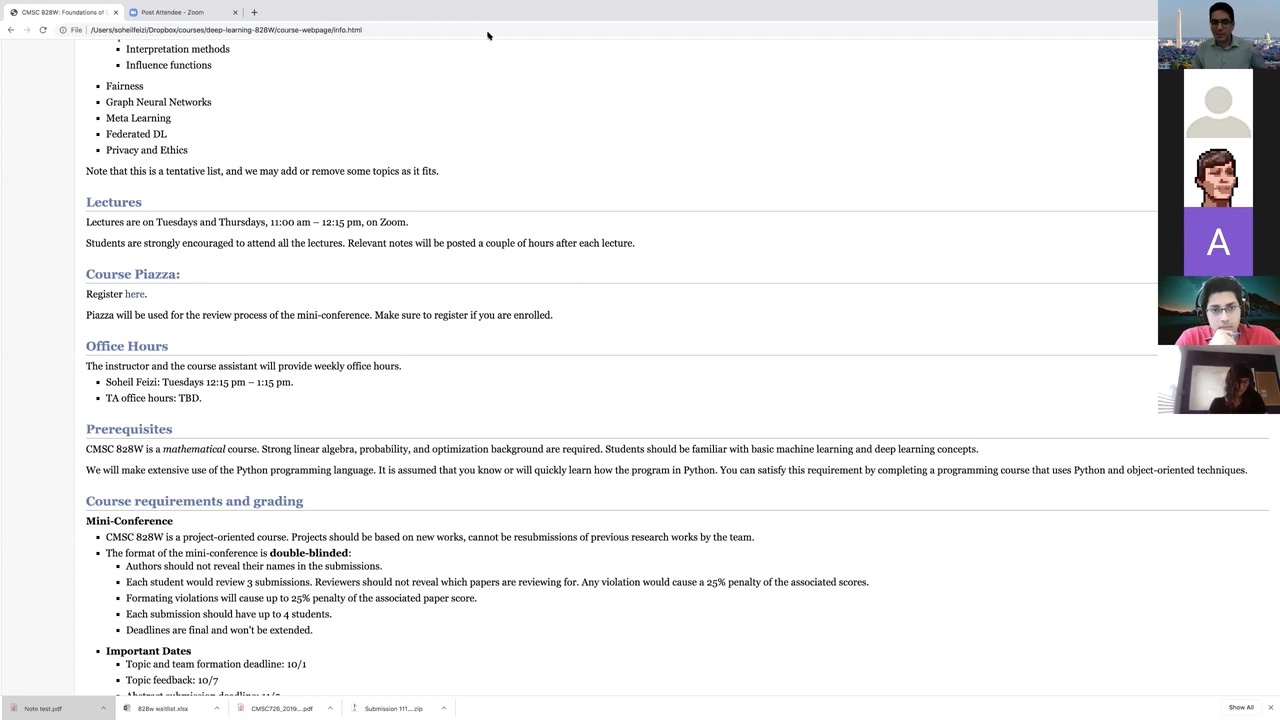 CMSC 828W: Foundations of
Post Attendee - Zoom
File
/Users/soheilfeizi/Dropbox/courses/deep-learning-828W/course-webpage/info.html
Interpretation methods
Influence functions
Fairness
Graph Neural Networks
Meta Learning
Federated DL
Privacy and Ethics
Note that this is a tentative list, and we may add or remove some topics as it fits.
Lectures
Lectures are on Tuesdays and Thursdays, 11:00 am – 12:15 pm, on Zoom.
Students are strongly encouraged to attend all the lectures. Relevant notes will be posted a couple of hours after each lecture.
Course Piazza:
Register here.
Piazza will be used for the review process of the mini-conference. Make sure to register if you are enrolled.
Office Hours
The instructor and the course assistant will provide weekly office hours.
Soheil Feizi: Tuesdays 12:15 pm – 1:15 pm.
TA office hours: TBD.
Prerequisites
CMSC 828W is a mathematical course. Strong linear algebra, probability, and optimization background are required. Students should be familiar with basic machine learning and deep learning concepts.
We will make extensive use of the Python programming language. It is assumed that you know or will quickly learn how the program in Python. You can satisfy this requirement by completing a programming course that uses Python and object-oriented techniques.
Course requirements and grading
Mini-Conference
CMSC 828W is a project-oriented course. Projects should be based on new works, cannot be resubmissions of previous research works by the team.
The format of the mini-conference is double-blinded:
Authors should not reveal their names in the submissions.
Each student would review 3 submissions. Reviewers should not reveal which papers are reviewing for. Any violation would cause a 25% penalty of the associated scores.
Formating violations will cause up to 25% penalty of the associated paper score.
Each submission should have up to 4 students.
Deadlines are final and won't be extended.
Important Dates
Topic and team formation deadline: 10/1
Topic feedback: 10/7
Abstract submission deadline: 11/5
A
Note test.pdf
828w waitlist.xlsx
CMSC726_2019....pdf
Submission 111....zip
Show All